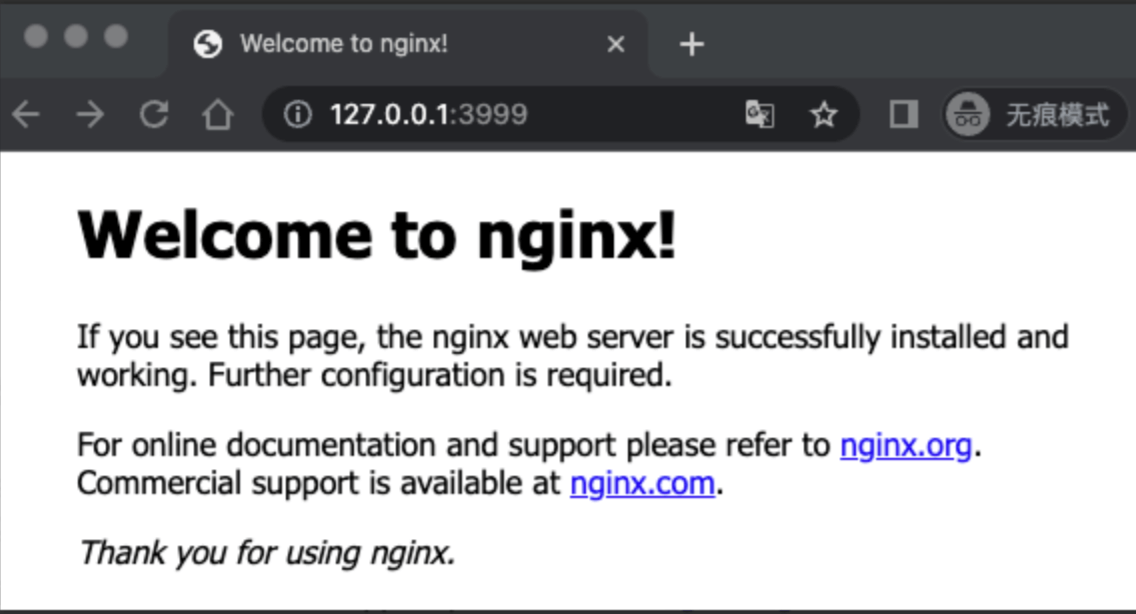 Welcome to nginx!
127.0.0.1:3999
无痕模式
Welcome to nginx!
If you see this page, the nginx web server is successfully installed and
working. Further configuration is required.
For online documentation and support please refer to nginx.org.
Commercial support is available at nginx.com.
Thank you for using nginx.